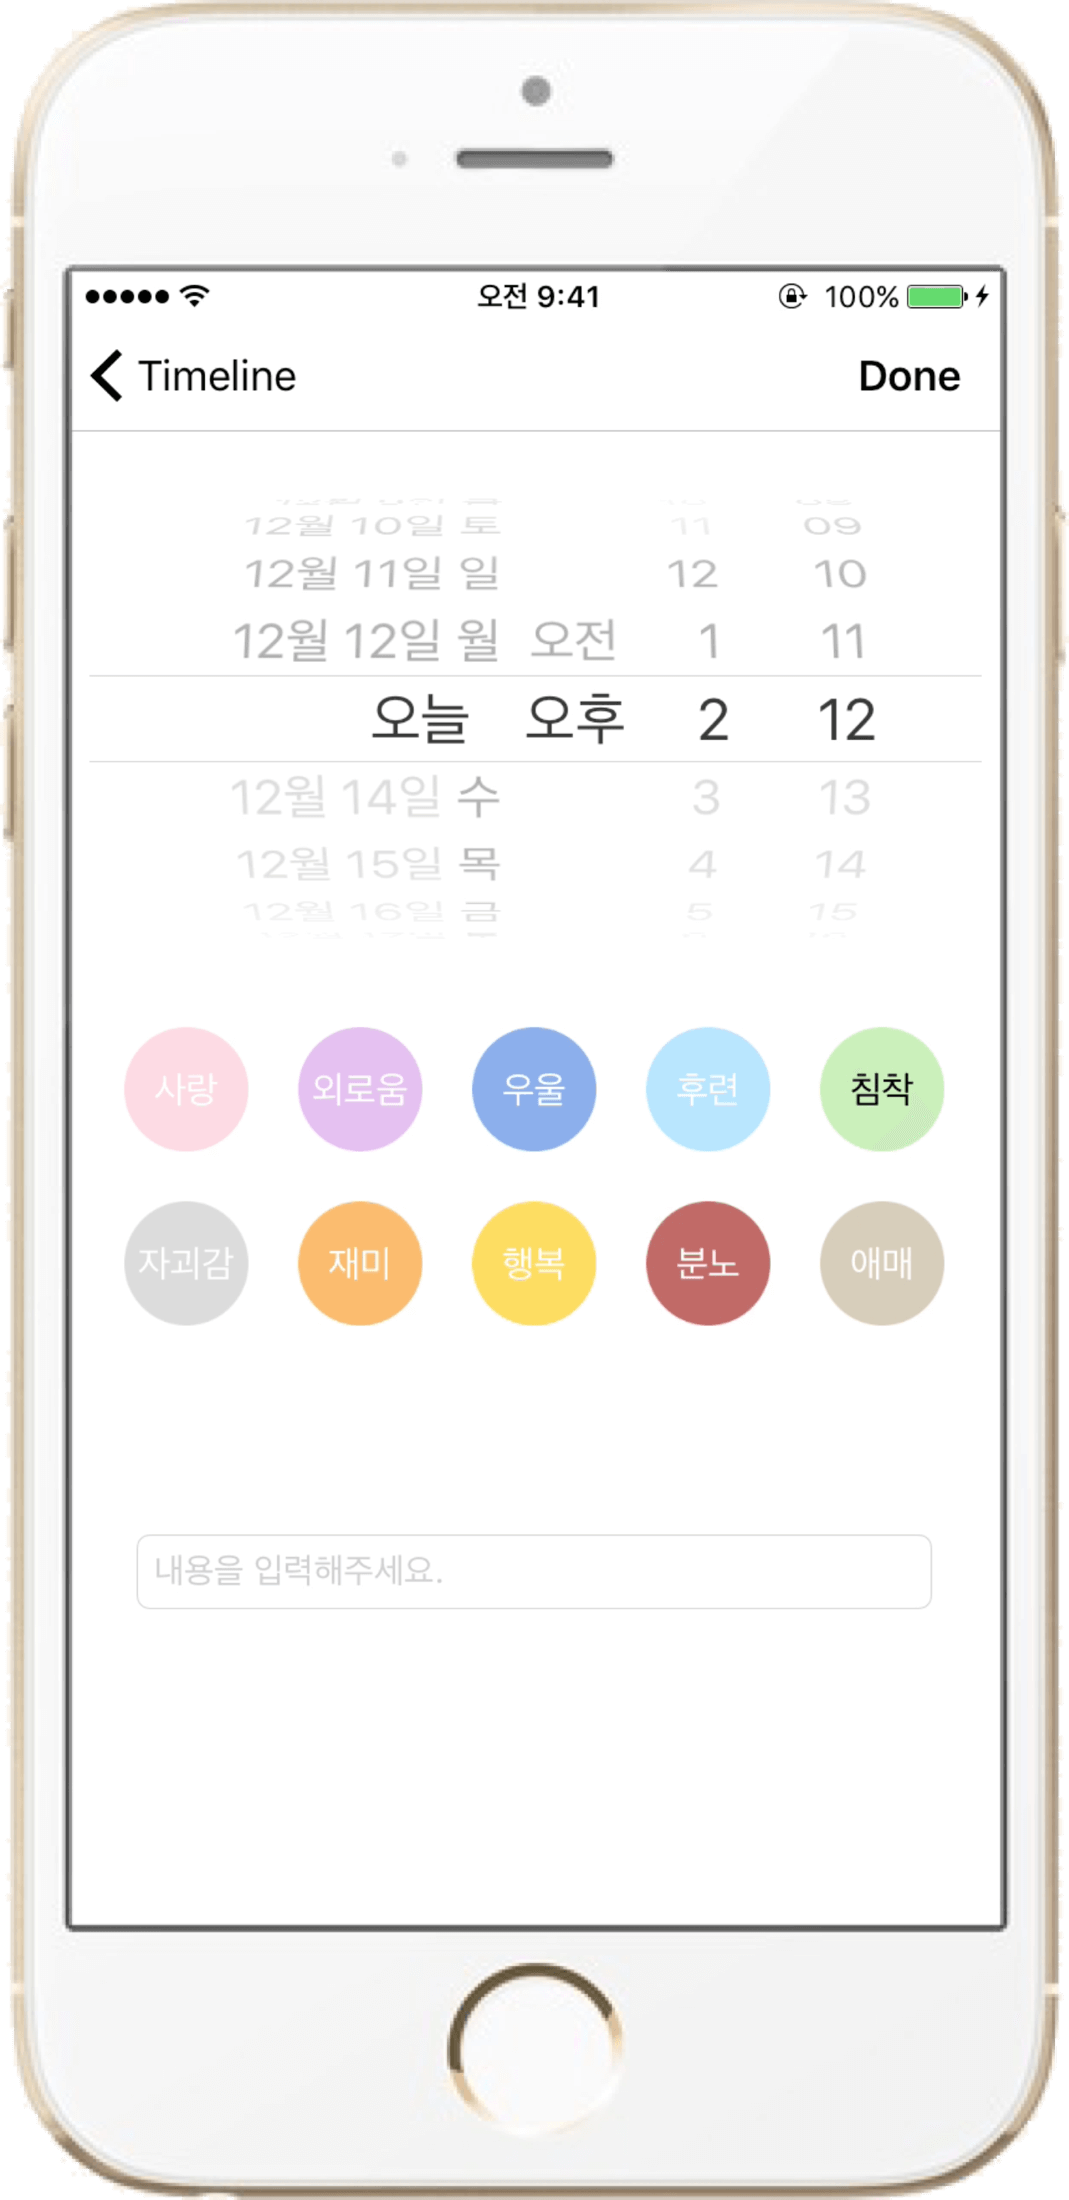 오전 9:41 100%
Timeline Done
12월 10일 토 11 09
12월 11일 일 12 10
12월 12일 월 오전 1 11
오늘 오후 2 12
12월 14일 수 3 13
12월 15일 목 4 14
12월 16일 금 5 15
사랑 외로움 우울 후련 침착
자괴감 재미 행복 분노 애매
내용을 입력해주세요.